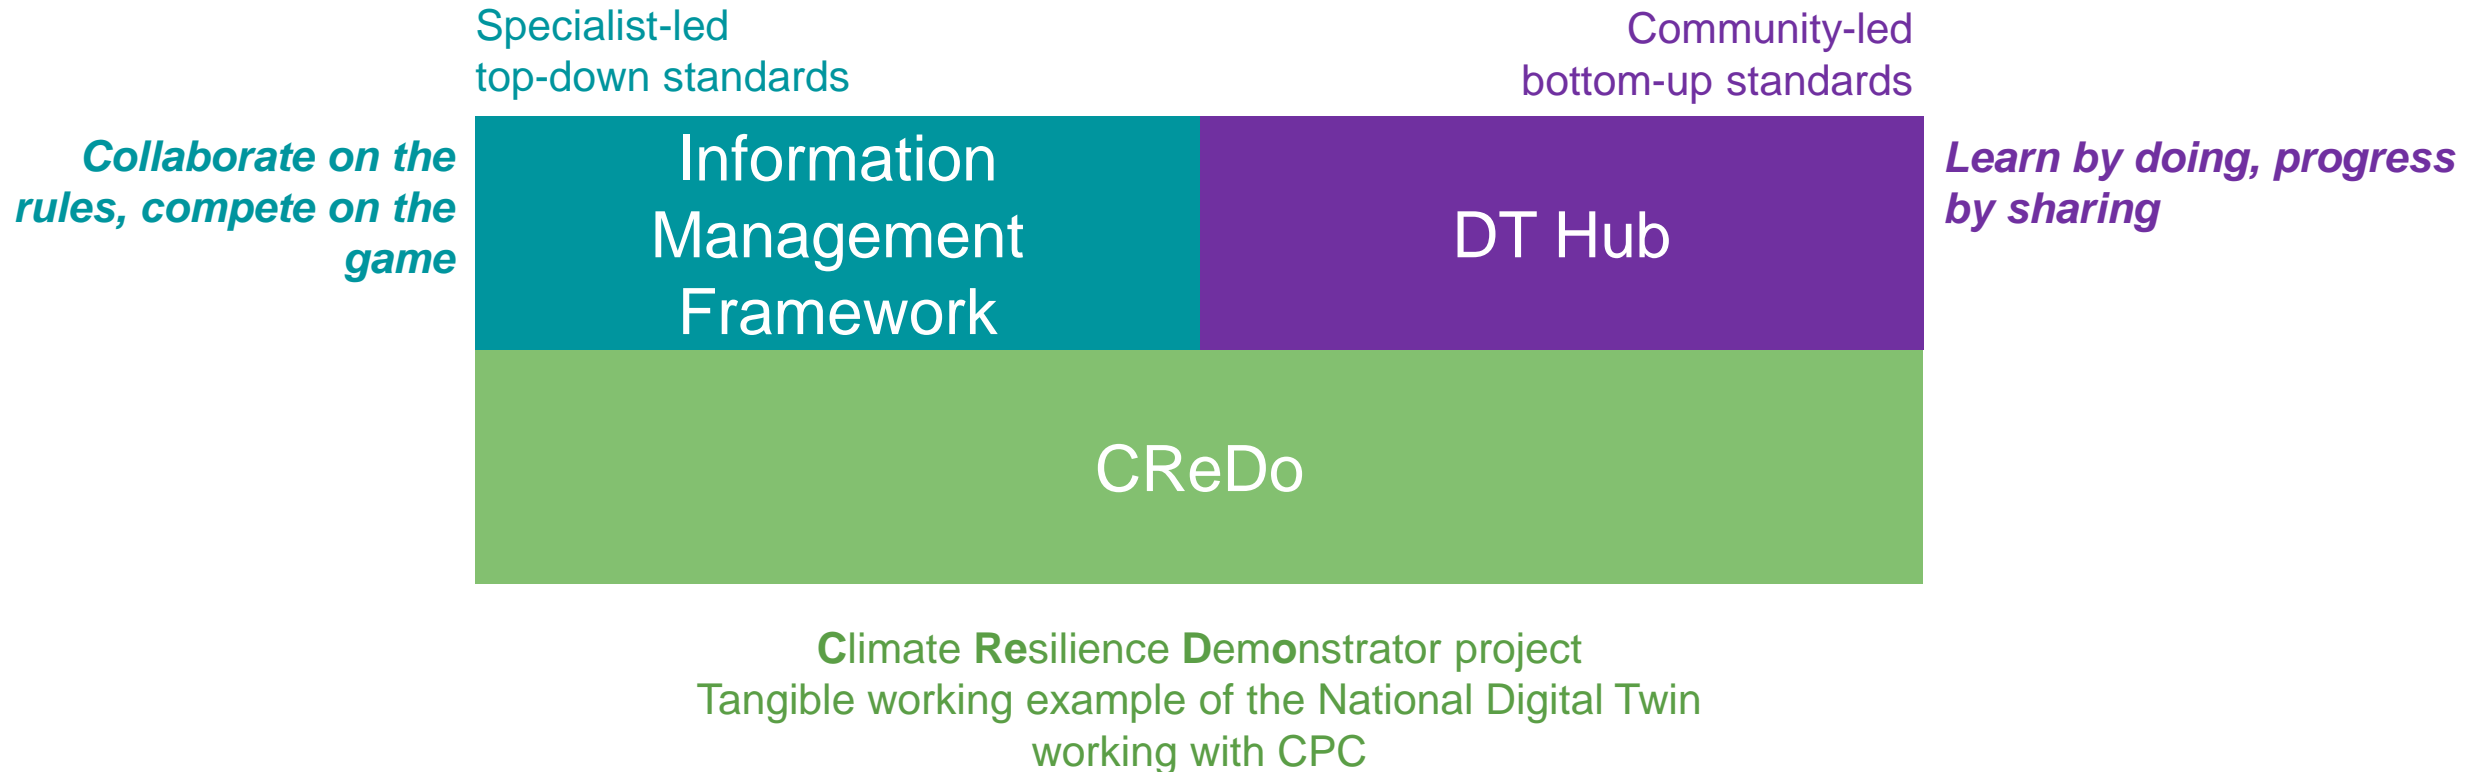 Specialist-led
top-down standards
Community-led
bottom-up standards
Collaborate on the
rules, compete on the
game
Information
Management
Framework
DT Hub
Learn by doing, progress
by sharing
CReDo
Climate Resilience Demonstrator project
Tangible working example of the National Digital Twin
working with CPC